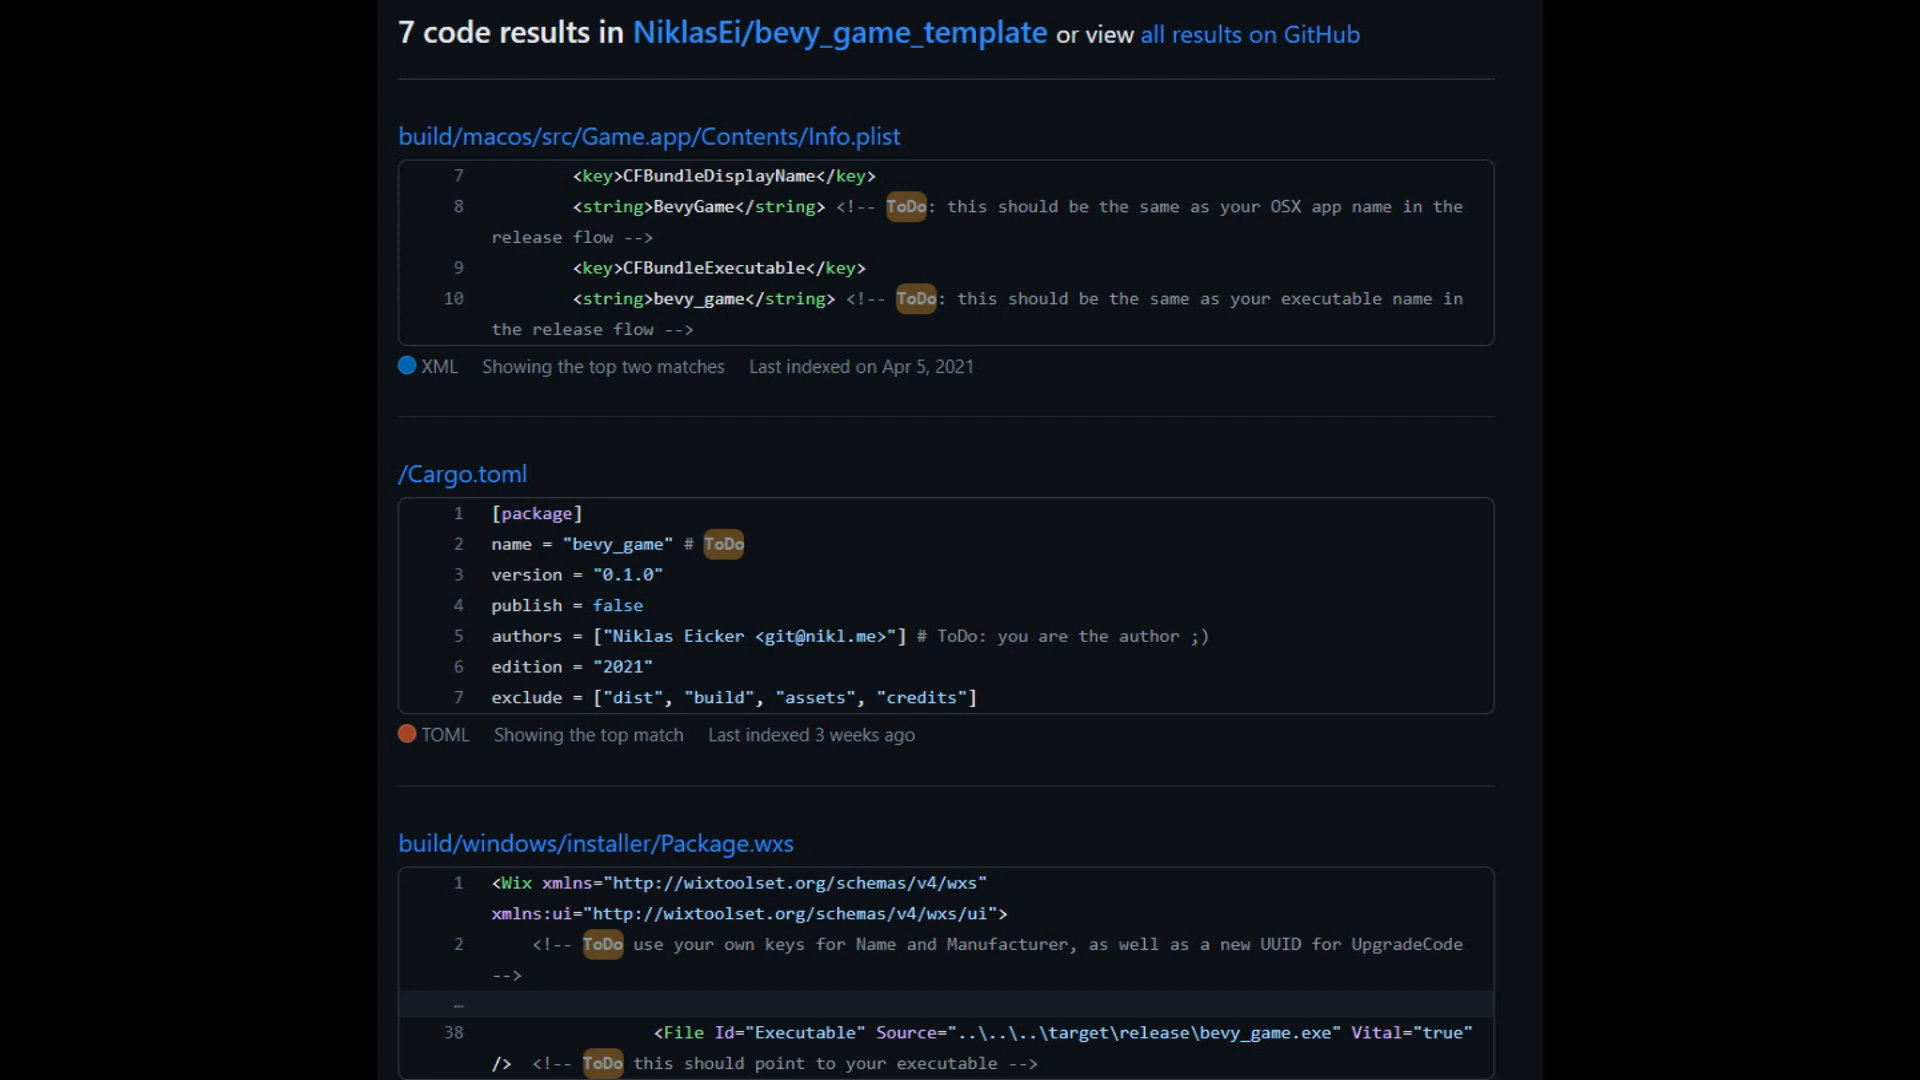 7 code results in NiklasEi/bevy_game_template or view all results on GitHub
build/macos/src/Game.app/Contents/Info.plist
7 <key>CFBundleDisplayName</key>
8 <string>BevyGame</string> <!-- ToDo: this should be the same as your OSX app name in the
release flow -->
9 <key>CFBundleExecutable</key>
10 <string>bevy_game</string> <!-- ToDo: this should be the same as your executable name in
the release flow -->
XML Showing the top two matches Last indexed on Apr 5, 2021
/Cargo.toml
1 [package]
2 name = "bevy_game" # ToDo
3 version = "0.1.0"
4 publish = false
5 authors = ["Niklas Eicker <git@nikl.me>"] # ToDo: you are the author ;)
6 edition = "2021"
7 exclude = ["dist", "build", "assets", "credits"]
TOML Showing the top match Last indexed 3 weeks ago
build/windows/installer/Package.wxs
1 <Wix xmlns="http://wixtoolset.org/schemas/v4/wxs"
xmlns:ui="http://wixtoolset.org/schemas/v4/wxs/ui">
2 <!-- ToDo use your own keys for Name and Manufacturer, as well as a new UUID for UpgradeCode
-->
…
38 <File Id="Executable" Source="..\..\..\target\release\bevy_game.exe" Vital="true"
/> <!-- ToDo this should point to your executable -->